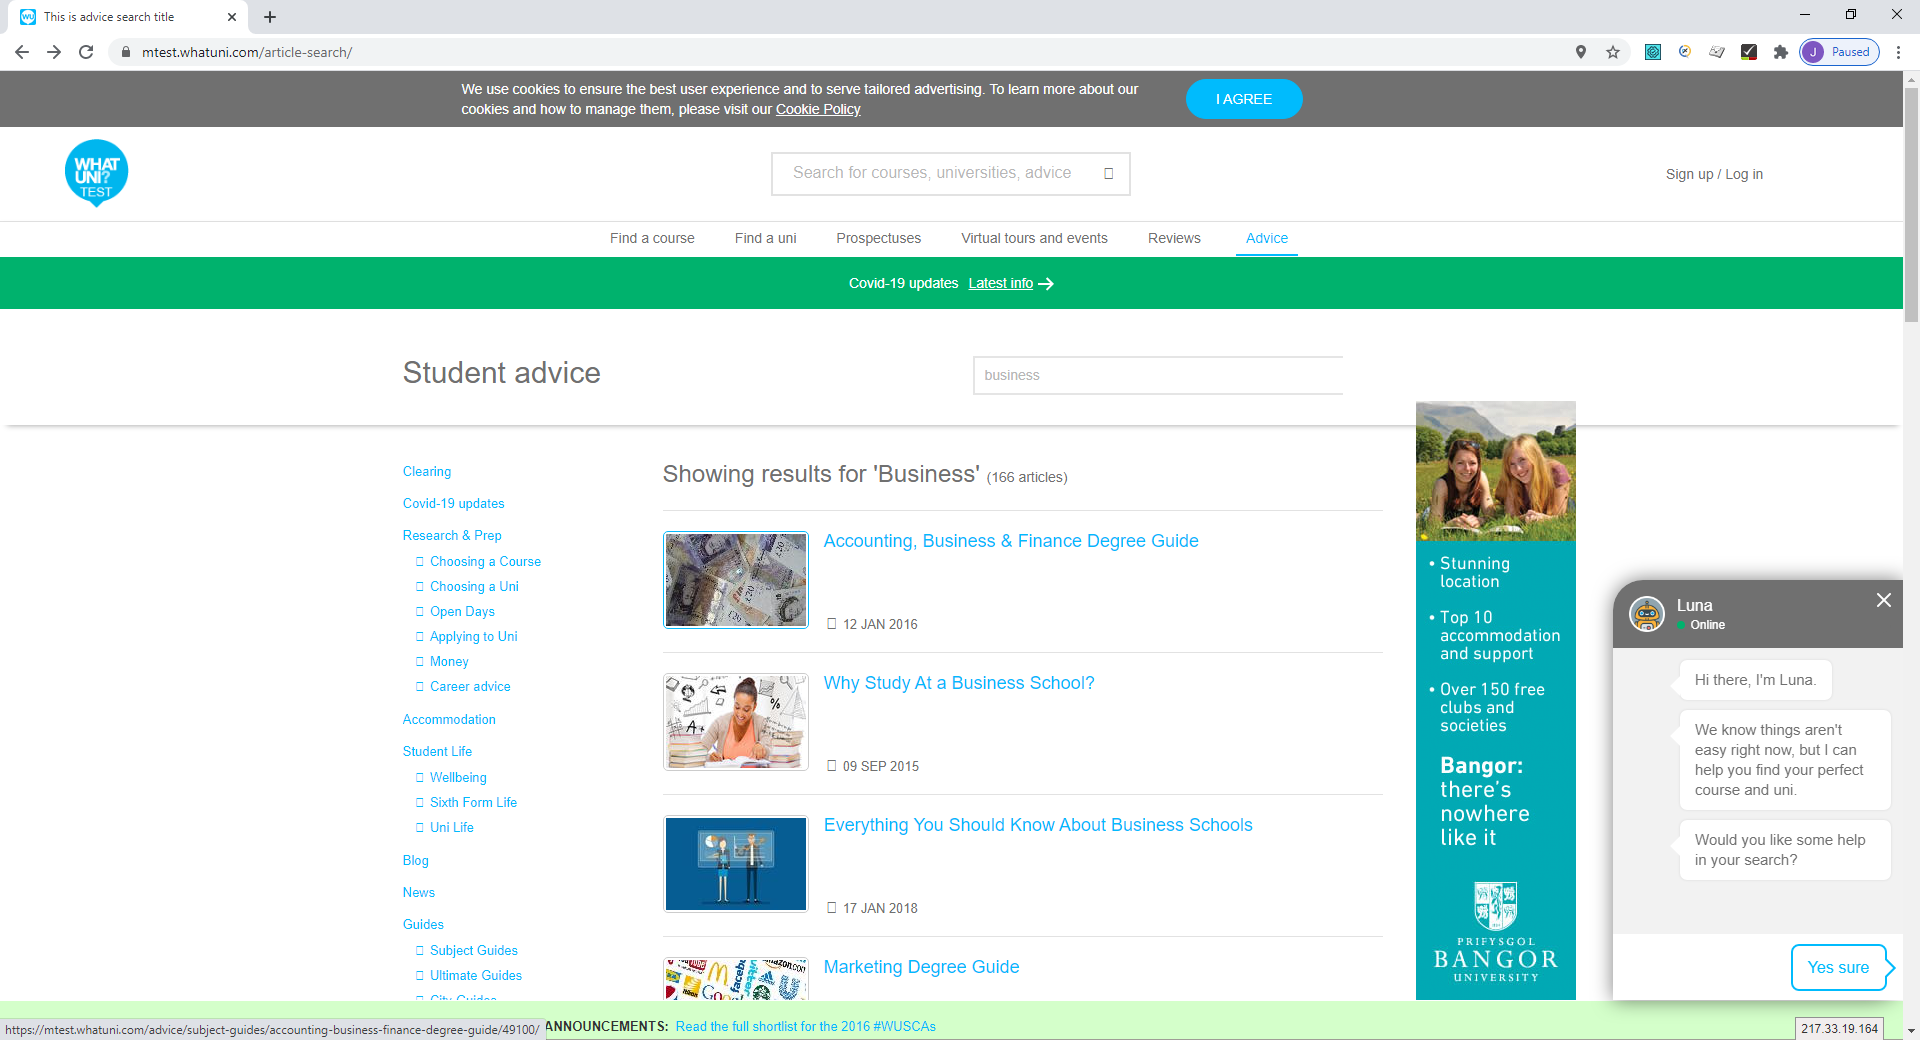 This is advice search title
mtest.whatuni.com/article-search/
J Paused
We use cookies to ensure the best user experience and to serve tailored advertising. To learn more about our
cookies and how to manage them, please visit our Cookie Policy
I AGREE
WHAT
UNI?
TEST
Search for courses, universities, advice
Sign up / Log in
Find a course Find a uni Prospectuses Virtual tours and events Reviews Advice
Covid-19 updates Latest info
Student advice
business
Clearing
Covid-19 updates
Research & Prep
Choosing a Course
Choosing a Uni
Open Days
Applying to Uni
Money
Career advice
Accommodation
Student Life
Wellbeing
Sixth Form Life
Uni Life
Blog
News
Guides
Subject Guides
Ultimate Guides
City Guides
Showing results for 'Business' (166 articles)
Accounting, Business & Finance Degree Guide
12 JAN 2016
Why Study At a Business School?
09 SEP 2015
Everything You Should Know About Business Schools
17 JAN 2018
Marketing Degree Guide
• Stunning
location
• Top 10
accommodation
and support
• Over 150 free
clubs and
societies
Bangor:
there's
nowhere
like it
PRIFYSGOL
BANGOR
UNIVERSITY
Luna
Online
Hi there, I'm Luna.
We know things aren't
easy right now, but I can
help you find your perfect
course and uni.
Would you like some help
in your search?
Yes sure
https://mtest.whatuni.com/advice/subject-guides/accounting-business-finance-degree-guide/49100/
ANNOUNCEMENTS: Read the full shortlist for the 2016 #WUSCAs
217.33.19.164